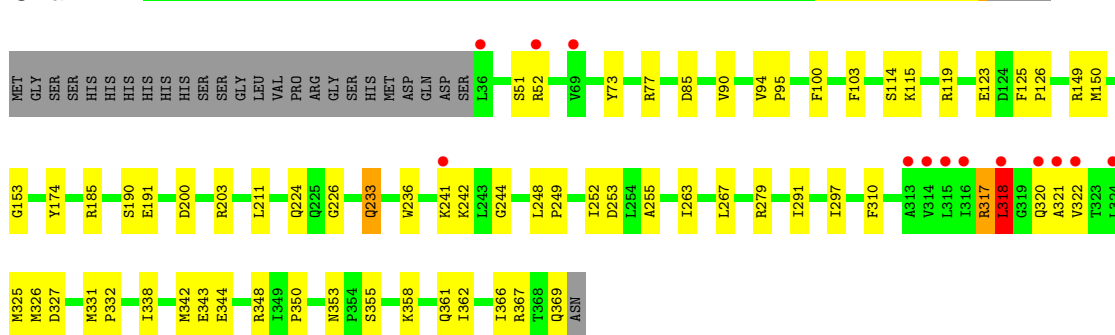 MET GLY SER SER HIS HIS HIS HIS HIS HIS SER SER GLY LEU VAL PRO ARG GLY SER HIS MET ASP GLN ASP SER L36 S51 R52 V69 Y73 R77 D85 V90 V94 P95 F100 F103 S114 K115 R119 E123 D124 F125 P126 R149 M150
G153 Y174 R185 S190 E191 D200 R203 L211 Q224 Q225 G226 Q233 W236 K241 K242 L243 G244 L248 P249 I252 D253 L254 A255 I263 L267 R279 I291 I297 F310 A313 V314 L315 I316 R317 L318 G319 Q320 A321 V322 T323 L324
M325 M326 D327 M331 P332 I338 M342 E343 E344 R348 I349 P350 N353 P354 S355 K358 Q361 I362 I366 R367 T368 Q369 ASN